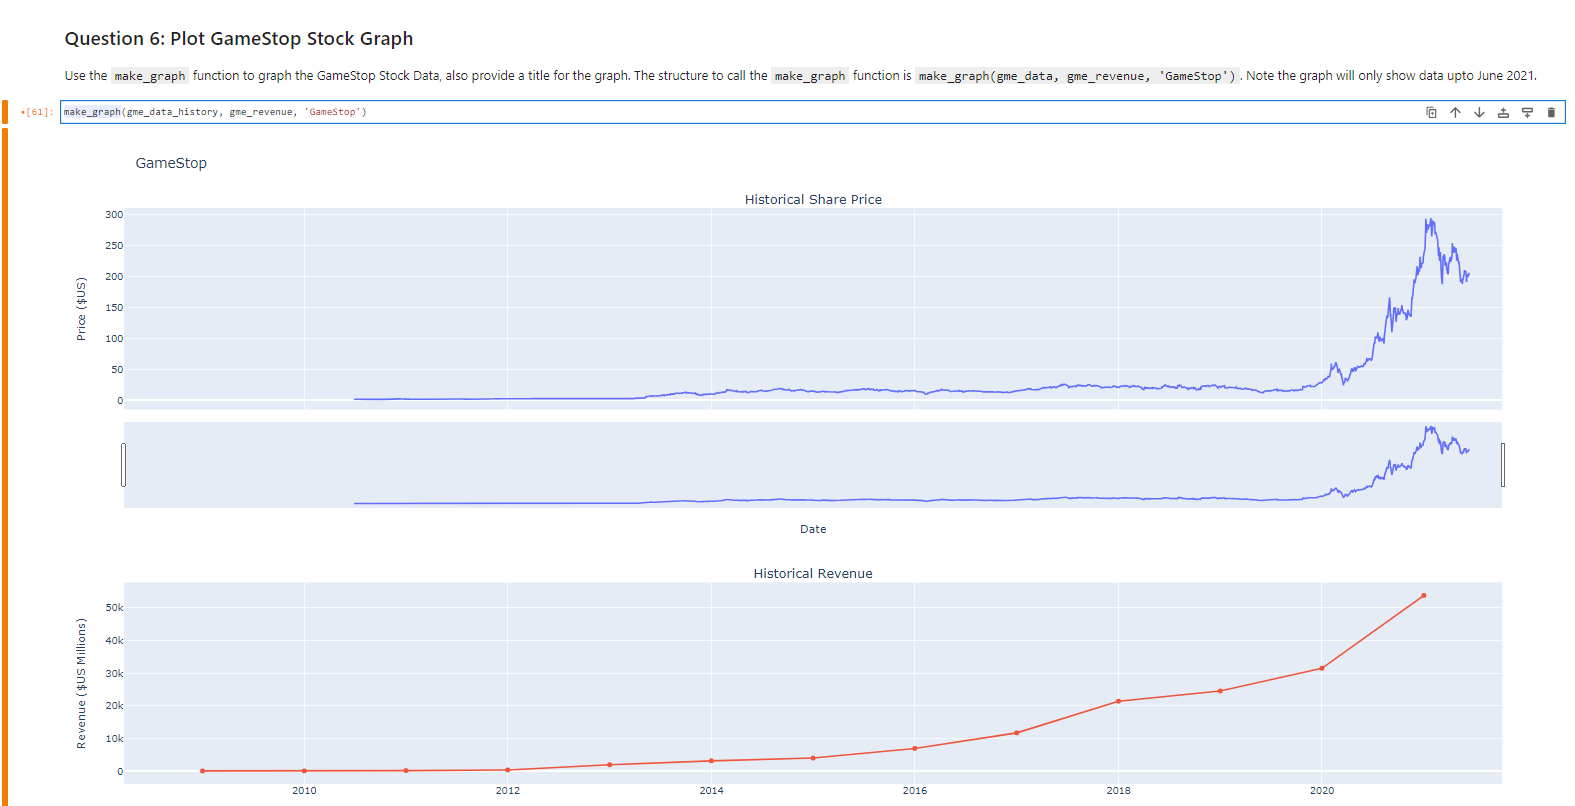 Question 6: Plot GameStop Stock Graph
Use the make_graph function to graph the GameStop Stock Data, also provide a title for the graph. The structure to call the make_graph function is make_graph(gme_data, gme_revenue, 'GameStop'). Note the graph will only show data upto June 2021.
•[61]: make_graph(gme_data_history, gme_revenue, 'GameStop')
GameStop
Historical Share Price
300
250
200
150
100
50
0
Price ($US)
Date
Historical Revenue
50k
40k
30k
20k
10k
0
Revenue ($US Millions)
2010 2012 2014 2016 2018 2020